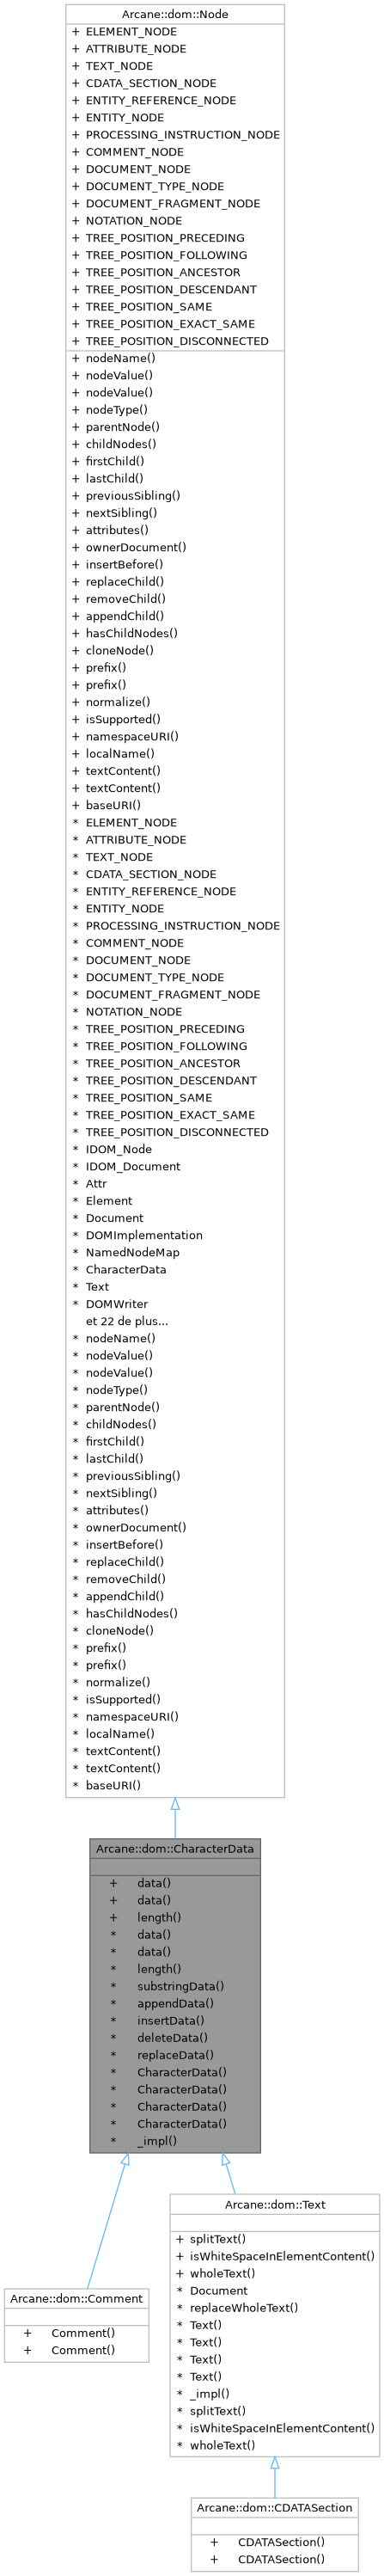 Arcane::dom::Node
+ ELEMENT_NODE
+ ATTRIBUTE_NODE
+ TEXT_NODE
+ CDATA_SECTION_NODE
+ ENTITY_REFERENCE_NODE
+ ENTITY_NODE
+ PROCESSING_INSTRUCTION_NODE
+ COMMENT_NODE
+ DOCUMENT_NODE
+ DOCUMENT_TYPE_NODE
+ DOCUMENT_FRAGMENT_NODE
+ NOTATION_NODE
+ TREE_POSITION_PRECEDING
+ TREE_POSITION_FOLLOWING
+ TREE_POSITION_ANCESTOR
+ TREE_POSITION_DESCENDANT
+ TREE_POSITION_SAME
+ TREE_POSITION_EXACT_SAME
+ TREE_POSITION_DISCONNECTED
+ nodeName()
+ nodeValue()
+ nodeValue()
+ nodeType()
+ parentNode()
+ childNodes()
+ firstChild()
+ lastChild()
+ previousSibling()
+ nextSibling()
+ attributes()
+ ownerDocument()
+ insertBefore()
+ replaceChild()
+ removeChild()
+ appendChild()
+ hasChildNodes()
+ cloneNode()
+ prefix()
+ prefix()
+ normalize()
+ isSupported()
+ namespaceURI()
+ localName()
+ textContent()
+ textContent()
+ baseURI()
* ELEMENT_NODE
* ATTRIBUTE_NODE
* TEXT_NODE
* CDATA_SECTION_NODE
* ENTITY_REFERENCE_NODE
* ENTITY_NODE
* PROCESSING_INSTRUCTION_NODE
* COMMENT_NODE
* DOCUMENT_NODE
* DOCUMENT_TYPE_NODE
* DOCUMENT_FRAGMENT_NODE
* NOTATION_NODE
* TREE_POSITION_PRECEDING
* TREE_POSITION_FOLLOWING
* TREE_POSITION_ANCESTOR
* TREE_POSITION_DESCENDANT
* TREE_POSITION_SAME
* TREE_POSITION_EXACT_SAME
* TREE_POSITION_DISCONNECTED
* IDOM_Node
* IDOM_Document
* Attr
* Element
* Document
* DOMImplementation
* NamedNodeMap
* CharacterData
* Text
* DOMWriter
et 22 de plus...
* nodeName()
* nodeValue()
* nodeValue()
* nodeType()
* parentNode()
* childNodes()
* firstChild()
* lastChild()
* previousSibling()
* nextSibling()
* attributes()
* ownerDocument()
* insertBefore()
* replaceChild()
* removeChild()
* appendChild()
* hasChildNodes()
* cloneNode()
* prefix()
* prefix()
* normalize()
* isSupported()
* namespaceURI()
* localName()
* textContent()
* textContent()
* baseURI()
Arcane::dom::CharacterData
+ data()
+ data()
+ length()
* data()
* data()
* length()
* substringData()
* appendData()
* insertData()
* deleteData()
* replaceData()
* CharacterData()
* CharacterData()
* CharacterData()
* CharacterData()
* _impl()
Arcane::dom::Text
+ splitText()
+ isWhiteSpaceInElementContent()
+ wholeText()
* Document
* replaceWholeText()
* Text()
* Text()
* Text()
* Text()
* _impl()
* splitText()
* isWhiteSpaceInElementContent()
* wholeText()
Arcane::dom::Comment
+ Comment()
+ Comment()
Arcane::dom::CDATASection
+ CDATASection()
+ CDATASection()